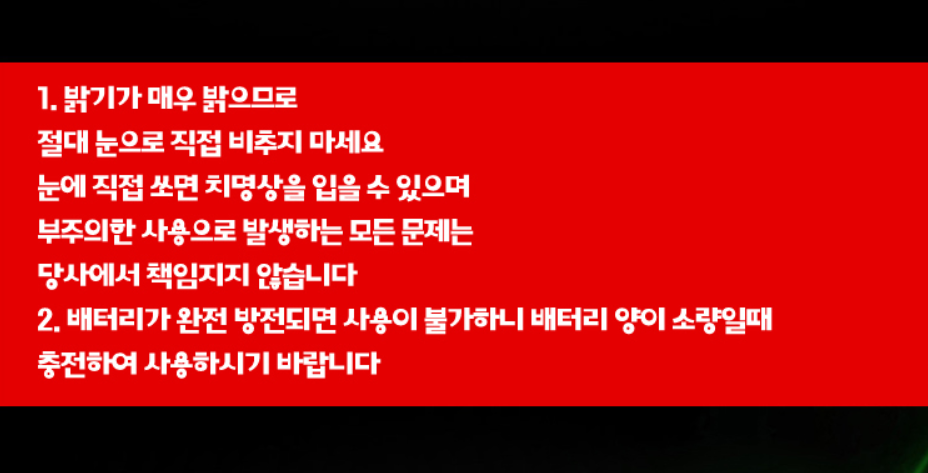 1. 밝기가 매우 밝으므로
절대 눈으로 직접 비추지 마세요
눈에 직접 쏘면 치명상을 입을 수 있으며
부주의한 사용으로 발생하는 모든 문제는
당사에서 책임지지 않습니다
2. 배터리가 완전 방전되면 사용이 불가하니 배터리 양이 소량일때
충전하여 사용하시기 바랍니다